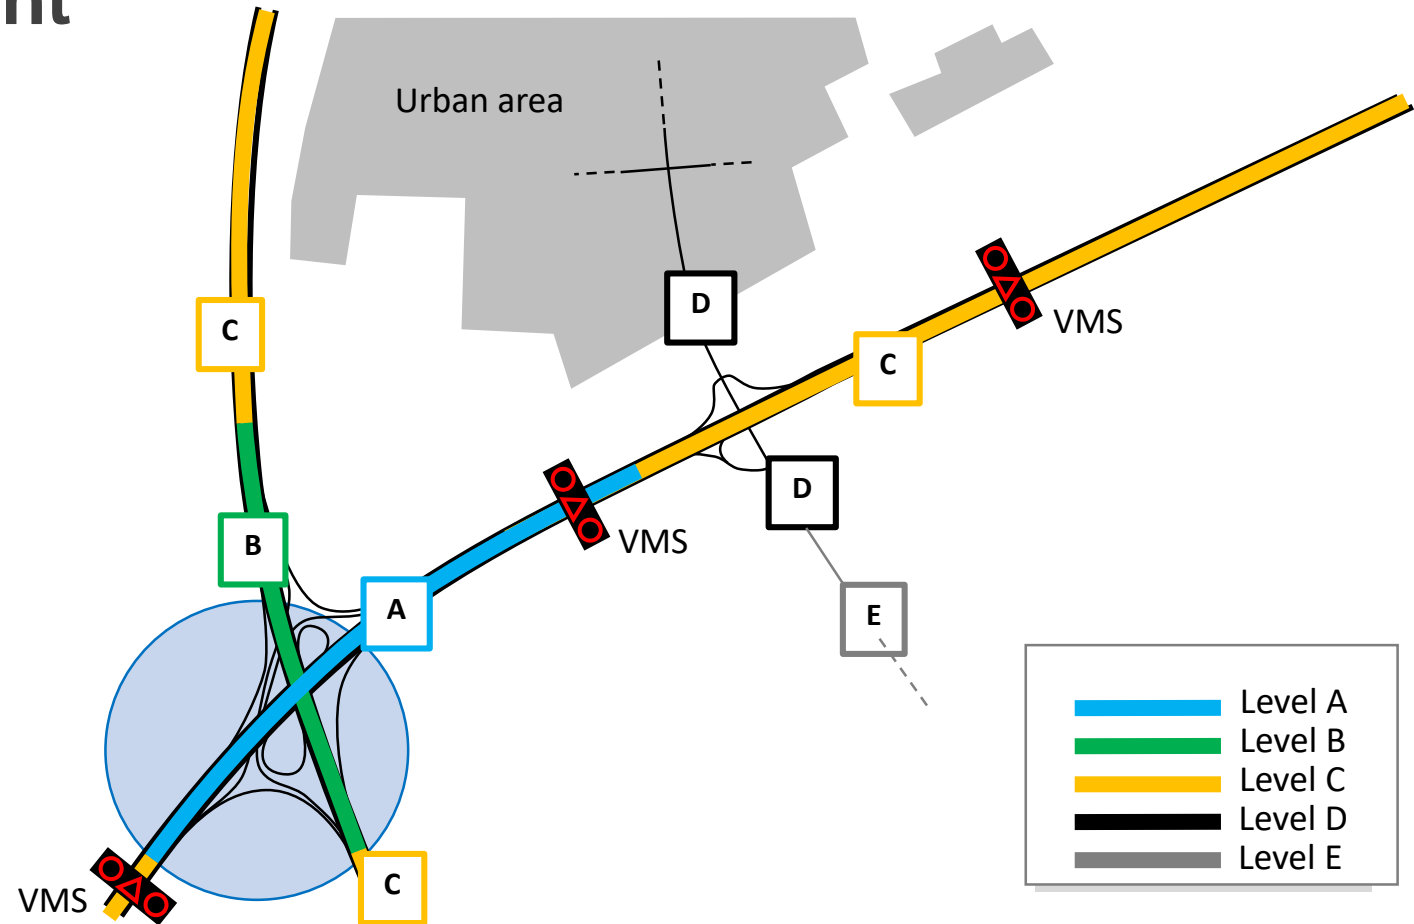 Urban area
D
VMS
C
C
D
VMS
B
A
E
Level A
Level B
Level C
Level D
Level E
C
VMS